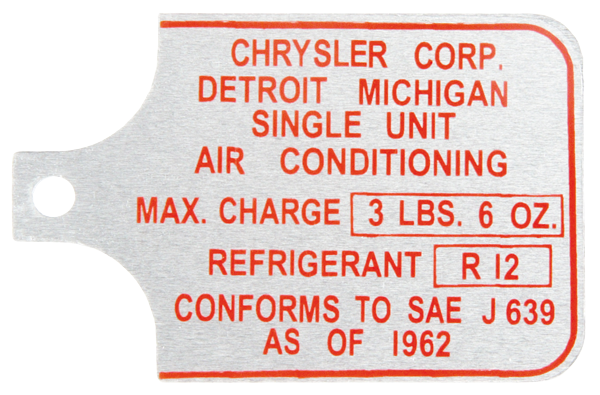 CHRYSLER CORP.
DETROIT MICHIGAN
SINGLE UNIT
AIR CONDITIONING
MAX. CHARGE 3 LBS. 6 OZ.
REFRIGERANT R 12
CONFORMS TO SAE J 639
AS OF 1962